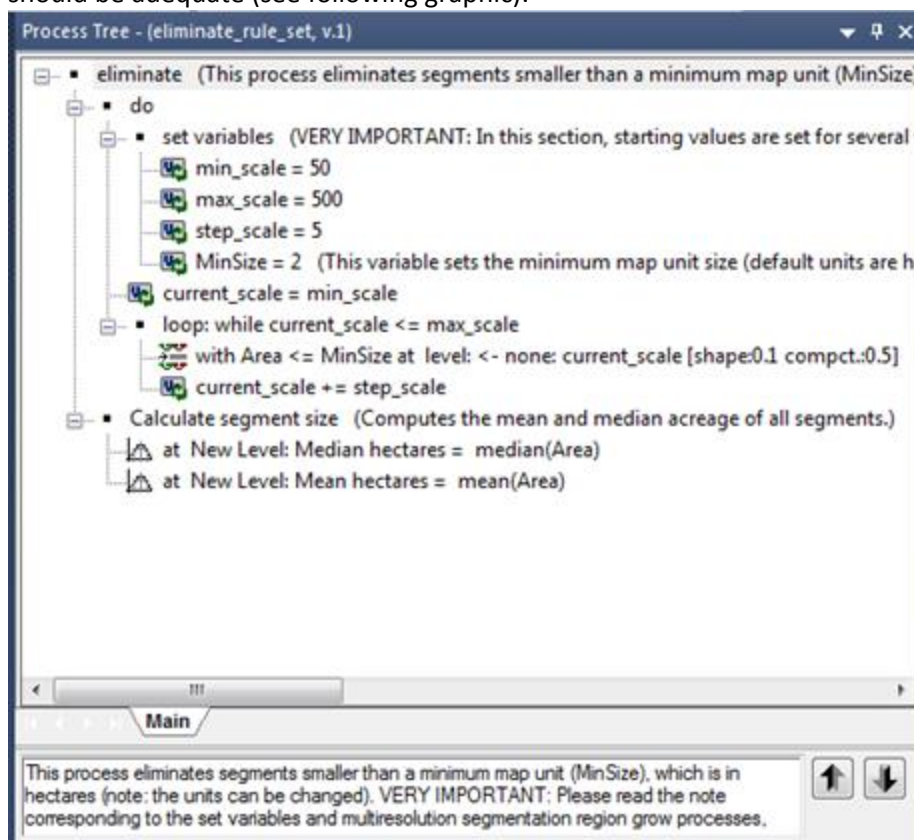 should be adequate (see following graphic).
Process Tree - (eliminate_rule_set, v.1)
eliminate (This process eliminates segments smaller than a minimum map unit (MinSize)
do
set variables (VERY IMPORTANT: In this section, starting values are set for several
min_scale = 50
max_scale = 500
step_scale = 5
MinSize = 2 (This variable sets the minimum map unit size (default units are h
current_scale = min_scale
loop: while current_scale <= max_scale
with Area <= MinSize at level: <- none: current_scale [shape:0.1 compct.:0.5]
current_scale += step_scale
Calculate segment size (Computes the mean and median acreage of all segments.)
at New Level: Median hectares = median(Area)
at New Level: Mean hectares = mean(Area)
Main
This process eliminates segments smaller than a minimum map unit (MinSize), which is in
hectares (note: the units can be changed). VERY IMPORTANT: Please read the note
corresponding to the set variables and multiresolution segmentation region grow processes,